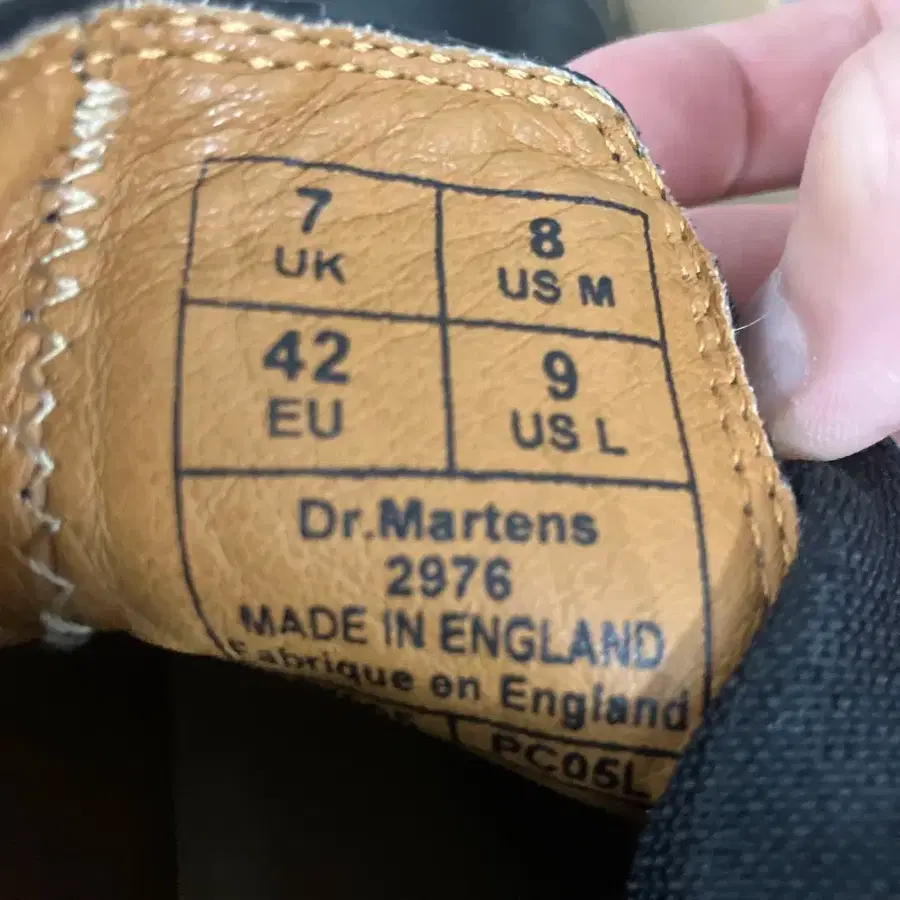 7
UK
8
US M
42
EU
9
US L
Dr.Martens
2976
MADE IN ENGLAND
Fabrique en England
PC05L